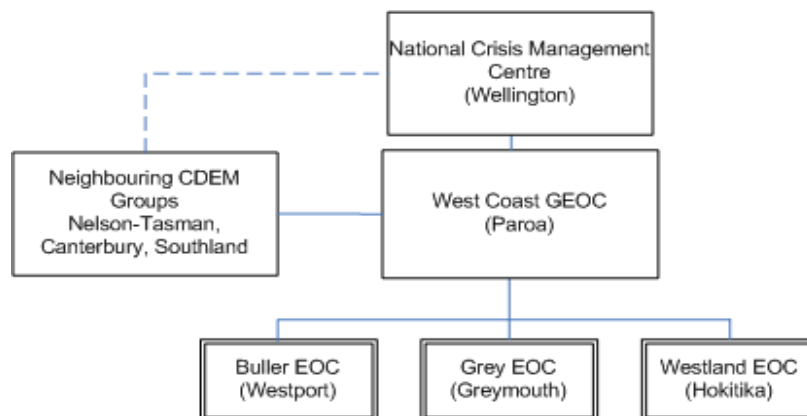 National Crisis Management
Centre
(Wellington)
Neighbouring CDEM
Groups
Nelson-Tasman,
Canterbury, Southland
West Coast GEOC
(Paroa)
Buller EOC
(Westport)
Grey EOC
(Greymouth)
Westland EOC
(Hokitika)